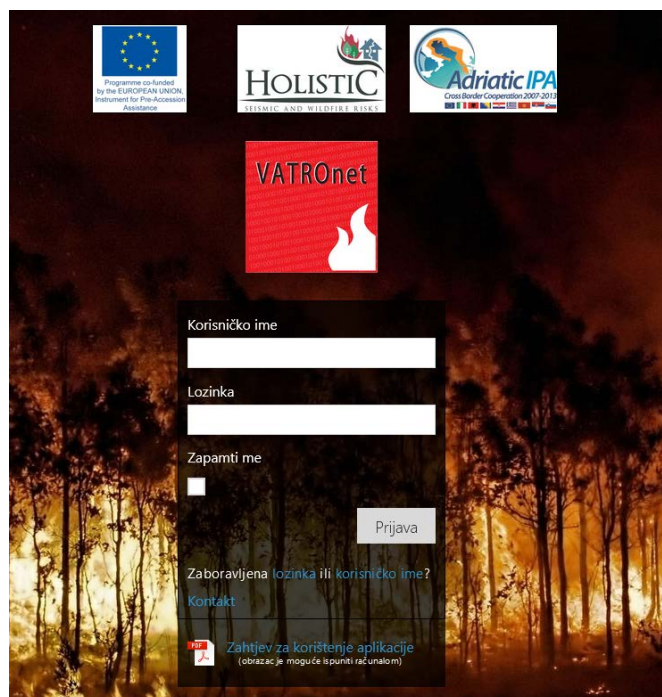 Programme co-funded
by the EUROPEAN UNION,
Instrument for Pre-Accession
Assistance
HOLISTIC
SEISMIC AND WILDFIRE RISKS
Adriatic IPA
Cross Border Cooperation 2007-2013
VATROnet
Korisničko ime
Lozinka
Zapamti me
Prijava
Zaboravljena lozinka ili korisničko ime?
Kontakt
PDF
Zahtjev za korištenje aplikacije
(obrazac je moguće ispuniti računalom)